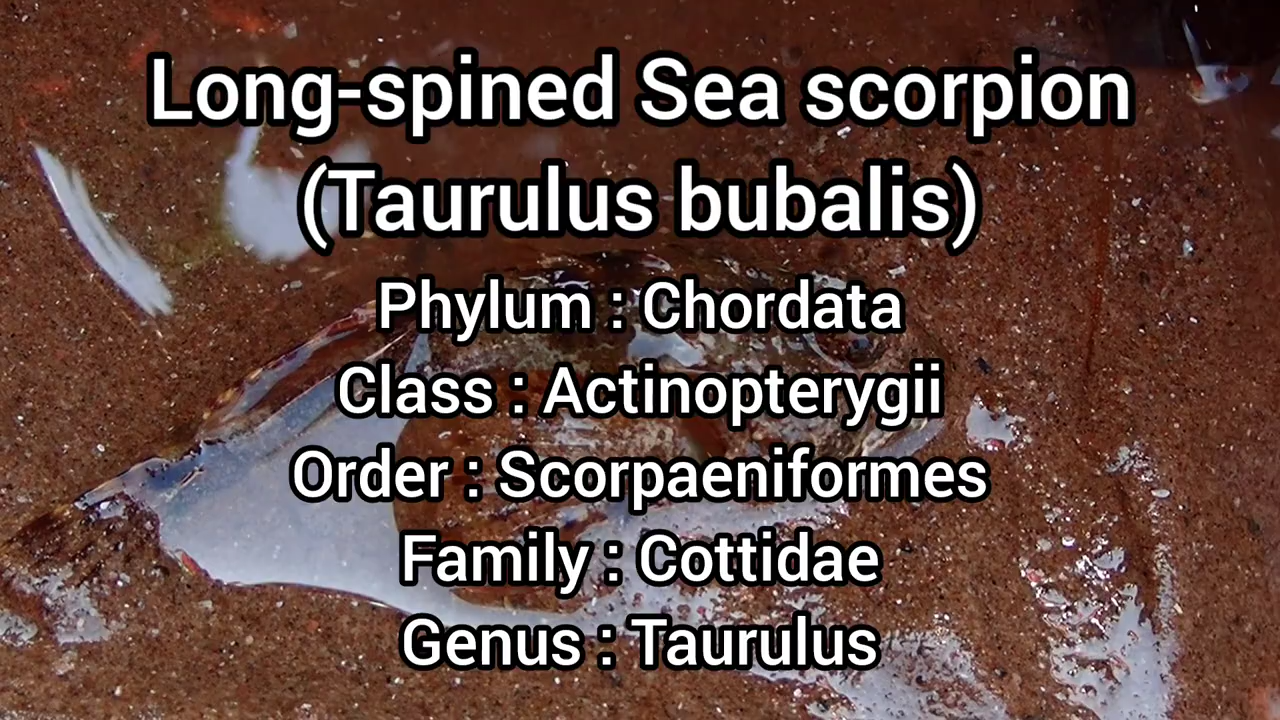 Long-spined Sea scorpion
(Taurulus bubalis)
Phylum : Chordata
Class : Actinopterygii
Order : Scorpaeniformes
Family : Cottidae
Genus : Taurulus